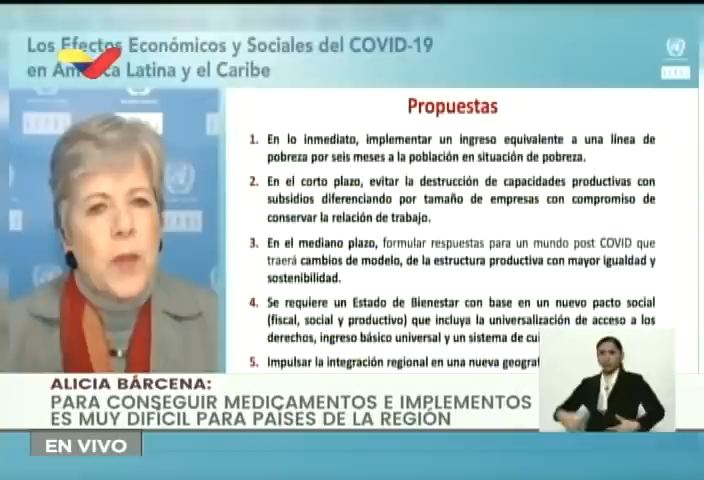 Los Efectos Económicos y Sociales del COVID-19
en América Latina y el Caribe
Propuestas
1. En lo inmediato, implementar un ingreso equivalente a una línea de
pobreza por seis meses a la población en situación de pobreza.
2. En el corto plazo, evitar la destrucción de capacidades productivas con
subsidios diferenciando por tamaño de empresas con compromiso de
conservar la relación de trabajo.
3. En el mediano plazo, formular respuestas para un mundo post COVID que
traerá cambios de modelo, de la estructura productiva con mayor igualdad y
sostenibilidad.
4. Se requiere un Estado de Bienestar con base en un nuevo pacto social
(fiscal, social y productivo) que incluya la universalización de acceso a los
derechos, ingreso básico universal y un sistema de
5. Impulsar la integración regional en una nueva
ALICIA BÁRCENA:
PARA CONSEGUIR MEDICAMENTOS E IMPLEMENTOS
ES MUY DIFÍCIL PARA PAÍSES DE LA REGIÓN
EN VIVO